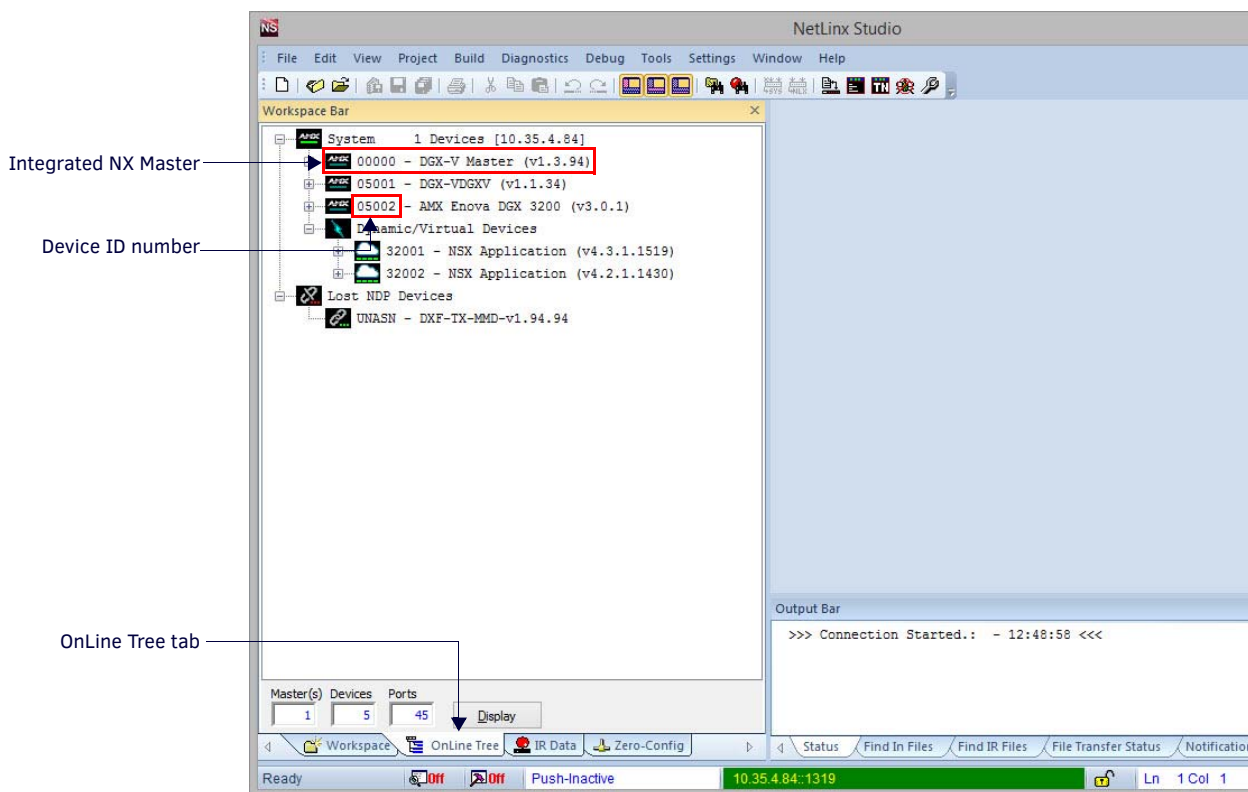 NS NetLinx Studio
File Edit View Project Build Diagnostics Debug Tools Settings Window Help
Workspace Bar
System 1 Devices [10.35.4.84]
Integrated NX Master
00000 - DGX-V Master (v1.3.94)
05001 - DGX-VDGXV (v1.1.34)
05002 - AMX Enova DGX 3200 (v3.0.1)
Device ID number
Dynamic/Virtual Devices
32001 - NSX Application (v4.3.1.1519)
32002 - NSX Application (v4.2.1.1430)
Lost NDP Devices
UNASN - DXF-TX-MMD-v1.94.94
Output Bar
>>> Connection Started.: - 12:48:58 <<<
OnLine Tree tab
Master(s) Devices Ports
1 5 45 Display
Workspace OnLine Tree IR Data Zero-Config
Status Find In Files Find IR Files File Transfer Status Notification
Ready Off Off Push-Inactive 10.35.4.84::1319 Ln 1 Col 1